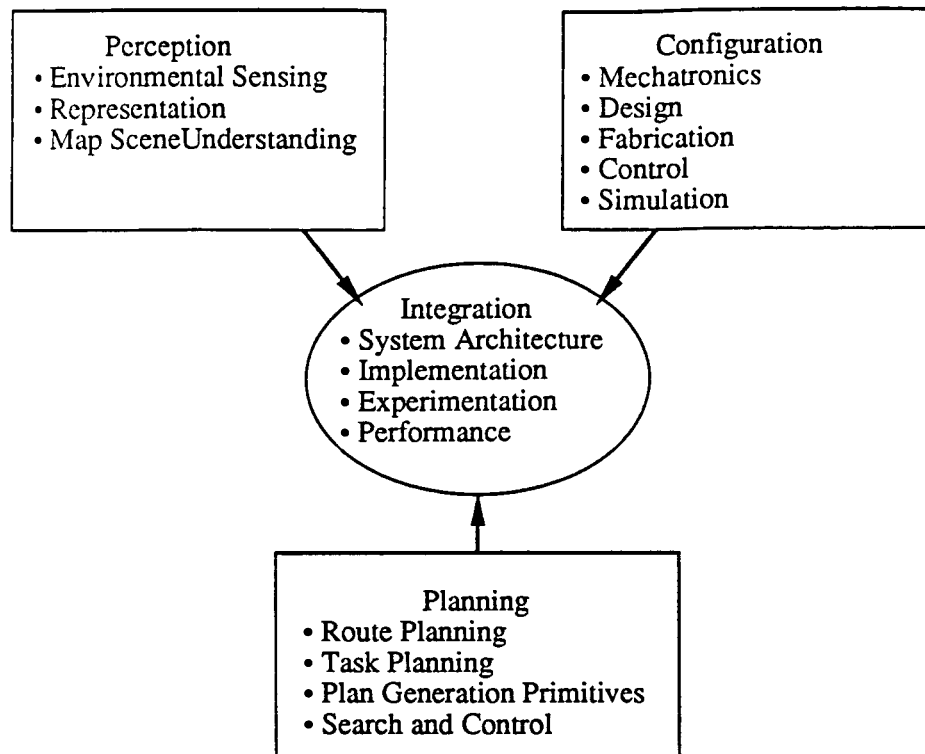 Perception
• Environmental Sensing
• Representation
• Map SceneUnderstanding
Configuration
• Mechatronics
• Design
• Fabrication
• Control
• Simulation
Integration
• System Architecture
• Implementation
• Experimentation
• Performance
Planning
• Route Planning
• Task Planning
• Plan Generation Primitives
• Search and Control